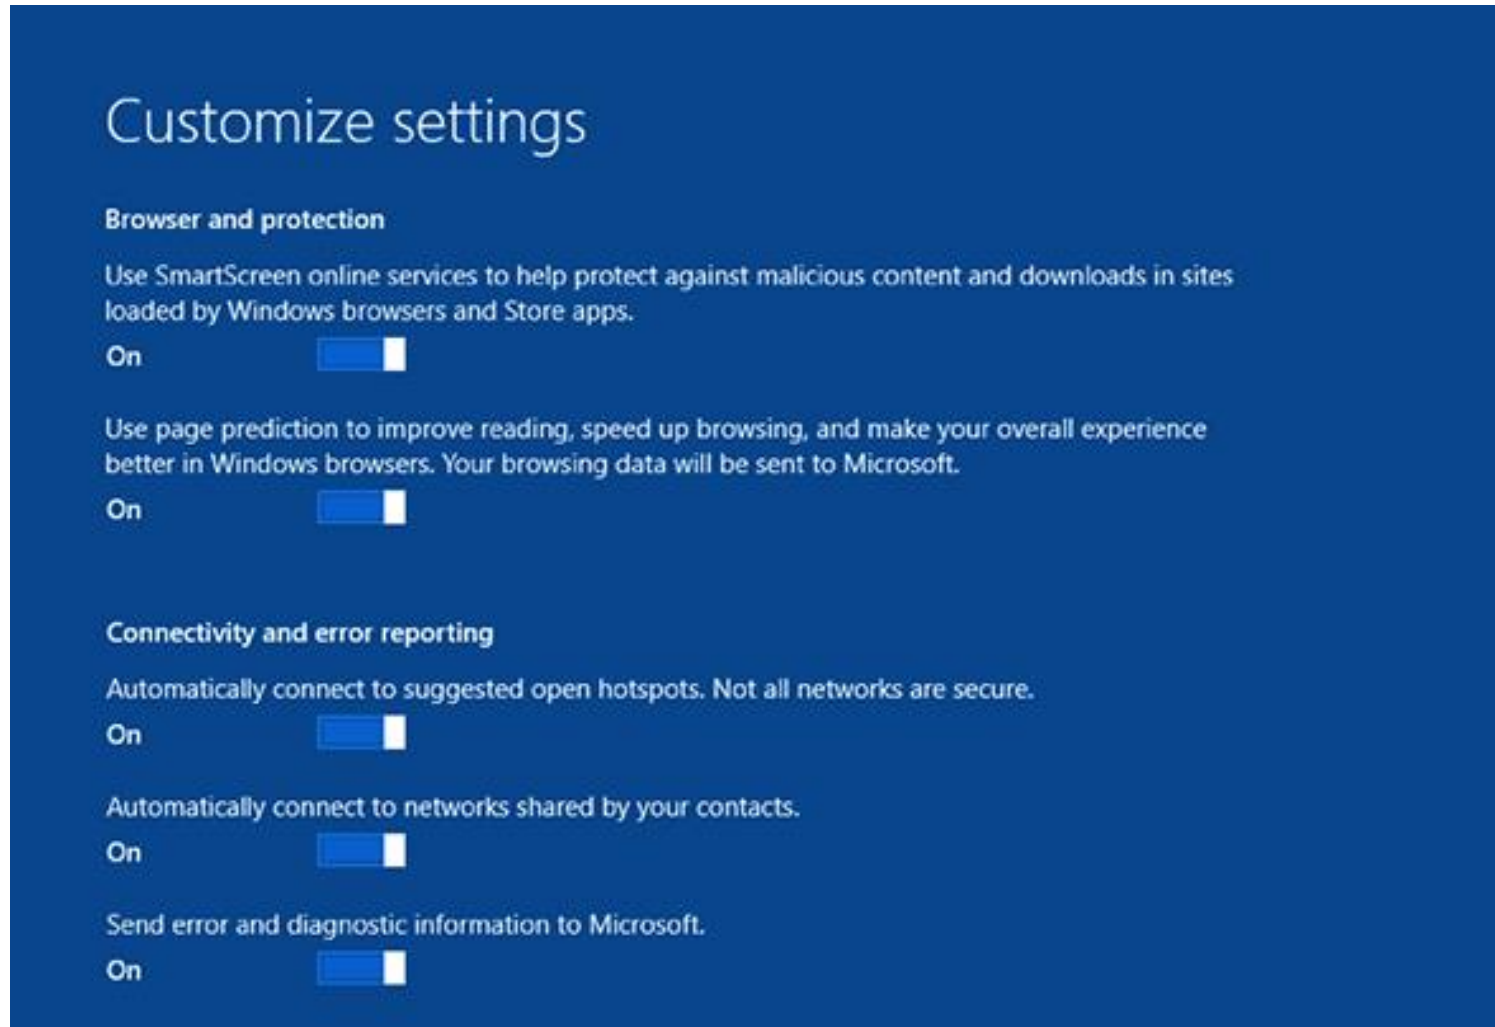 Customize settings
Browser and protection
Use SmartScreen online services to help protect against malicious content and downloads in sites
loaded by Windows browsers and Store apps.
On
Use page prediction to improve reading, speed up browsing, and make your overall experience
better in Windows browsers. Your browsing data will be sent to Microsoft.
On
Connectivity and error reporting
Automatically connect to suggested open hotspots. Not all networks are secure.
On
Automatically connect to networks shared by your contacts.
On
Send error and diagnostic information to Microsoft.
On